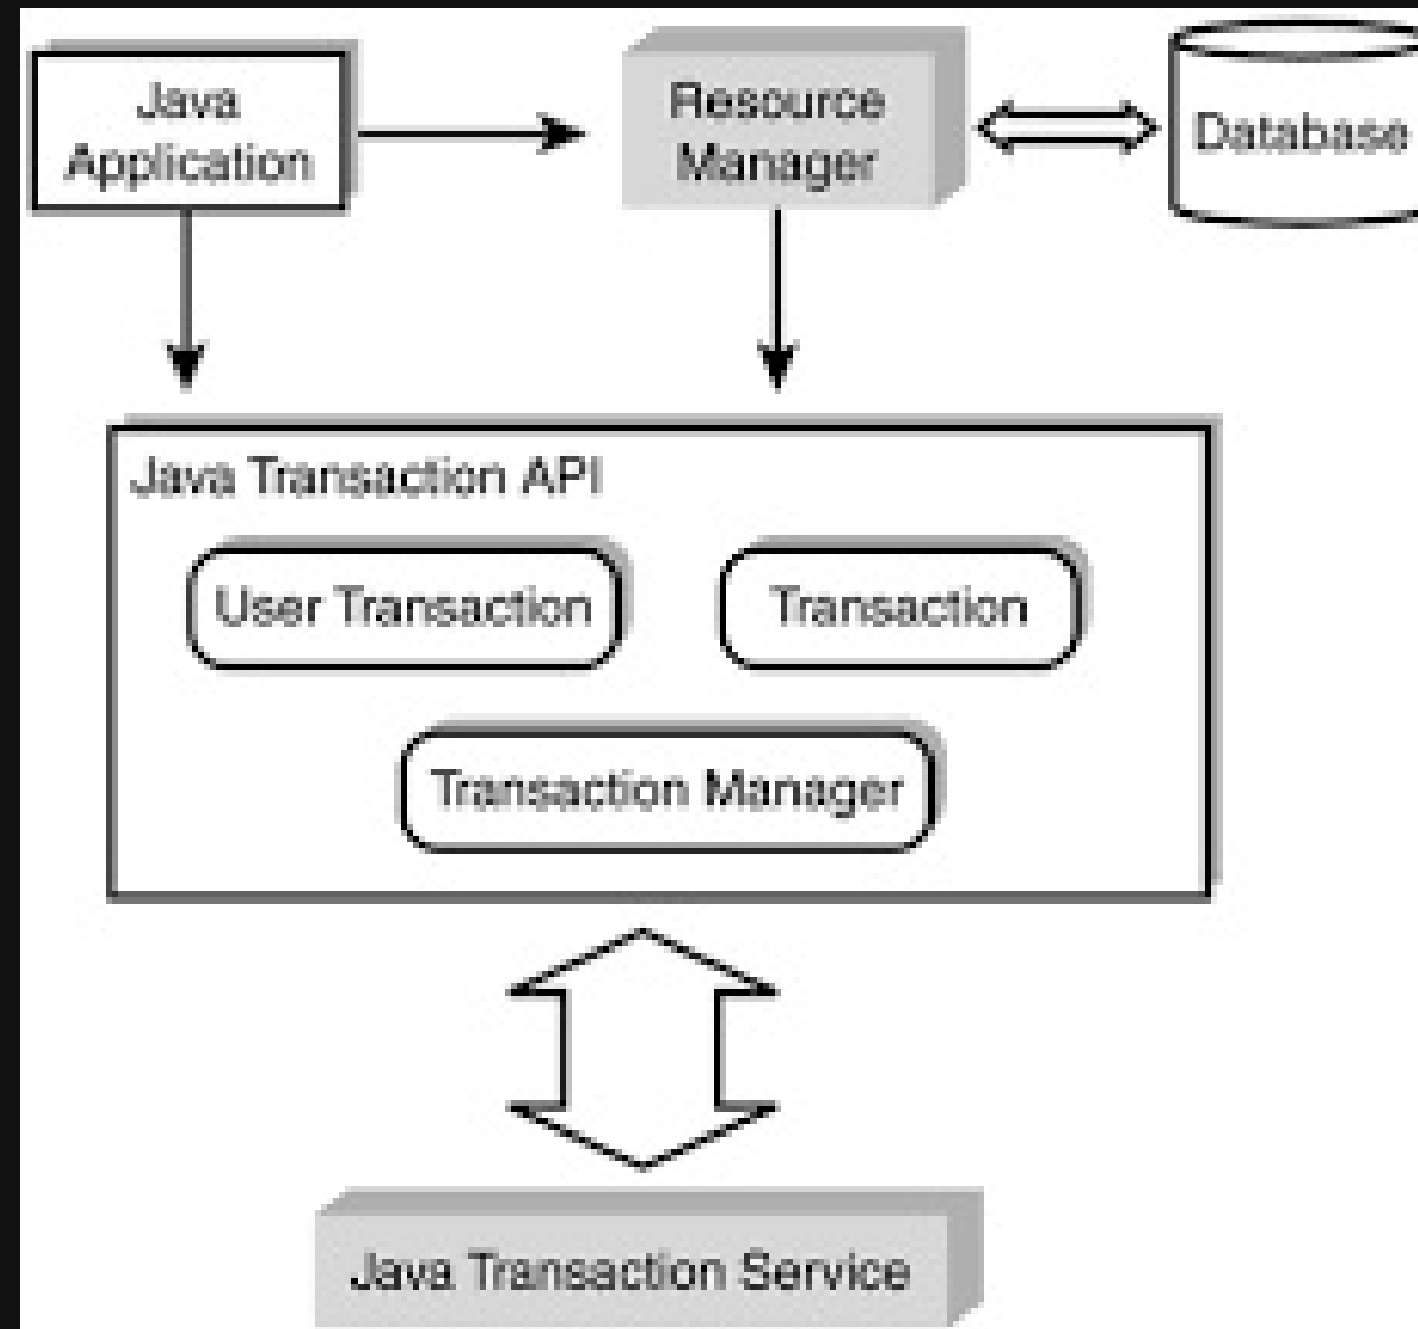 Java
Application
Resource
Manager
Database
Java Transaction API
User Transaction
Transaction
Transaction Manager
Java Transaction Service